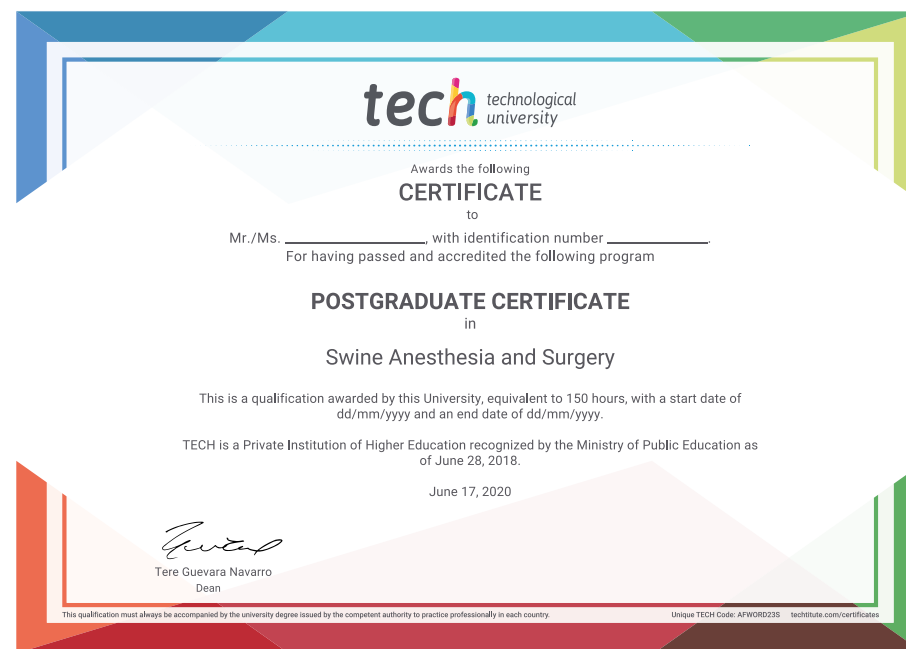 tech technological
university
Awards the following
CERTIFICATE
to
Mr./Ms. ____________, with identification number ____________.
For having passed and accredited the following program
POSTGRADUATE CERTIFICATE
in
Swine Anesthesia and Surgery
This is a qualification awarded by this University, equivalent to 150 hours, with a start date of
dd/mm/yyyy and an end date of dd/mm/yyyy.
TECH is a Private Institution of Higher Education recognized by the Ministry of Public Education as
of June 28, 2018.
June 17, 2020
Tere Guevara Navarro
Dean
This qualification must always be accompanied by the university degree issued by the competent authority to practice professionally in each country. Unique TECH Code: AFWORD23S techtitute.com/certificates